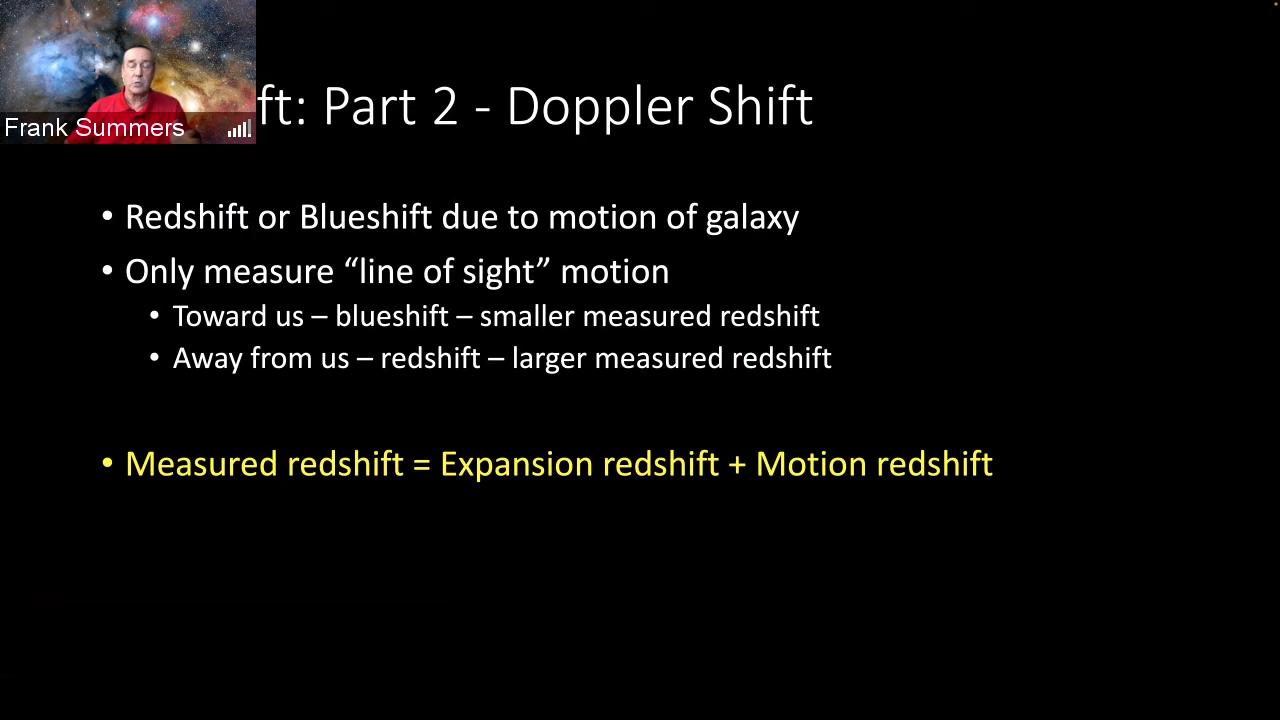 ft: Part 2 - Doppler Shift
Frank Summers
• Redshift or Blueshift due to motion of galaxy
• Only measure “line of sight” motion
• Toward us – blueshift – smaller measured redshift
• Away from us – redshift – larger measured redshift
• Measured redshift = Expansion redshift + Motion redshift